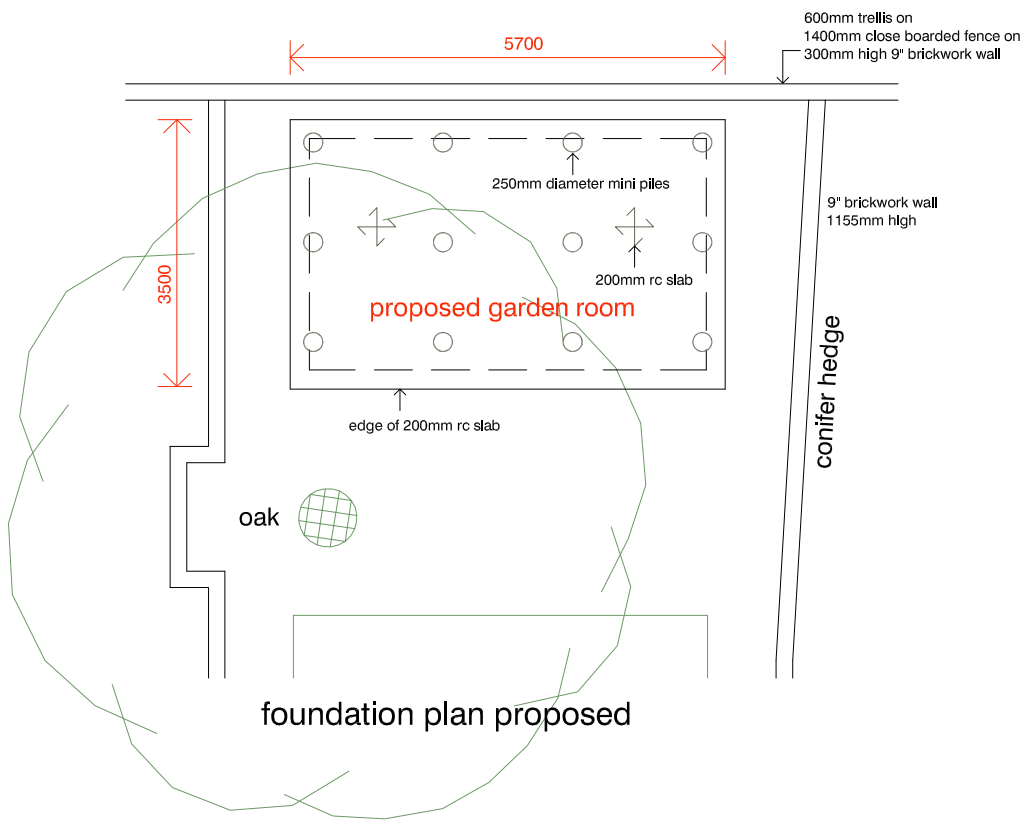 600mm trellis on
1400mm close boarded fence on
300mm high 9" brickwork wall
5700
250mm diameter mini piles
9" brickwork wall
1155mm high
3500
200mm rc slab
proposed garden room
conifer hedge
edge of 200mm rc slab
oak
foundation plan proposed